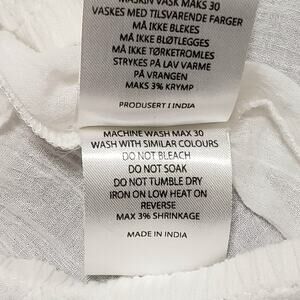 MASKIN VASK MAKS 30
VASKES MED TILSVARENDE FARGER
MÅ IKKE BLEKES
MÅ IKKE BLØTLEGGES
MÅ IKKE TØRKETROMLES
STRYKES PÅ LAV VARME
PÅ VRANGEN
MAKS 3% KRYMP
PRODUSERT I INDIA
MACHINE WASH MAX 30
WASH WITH SIMILAR COLOURS
DO NOT BLEACH
DO NOT SOAK
DO NOT TUMBLE DRY
IRON ON LOW HEAT ON
REVERSE
MAX 3% SHRINKAGE
MADE IN INDIA